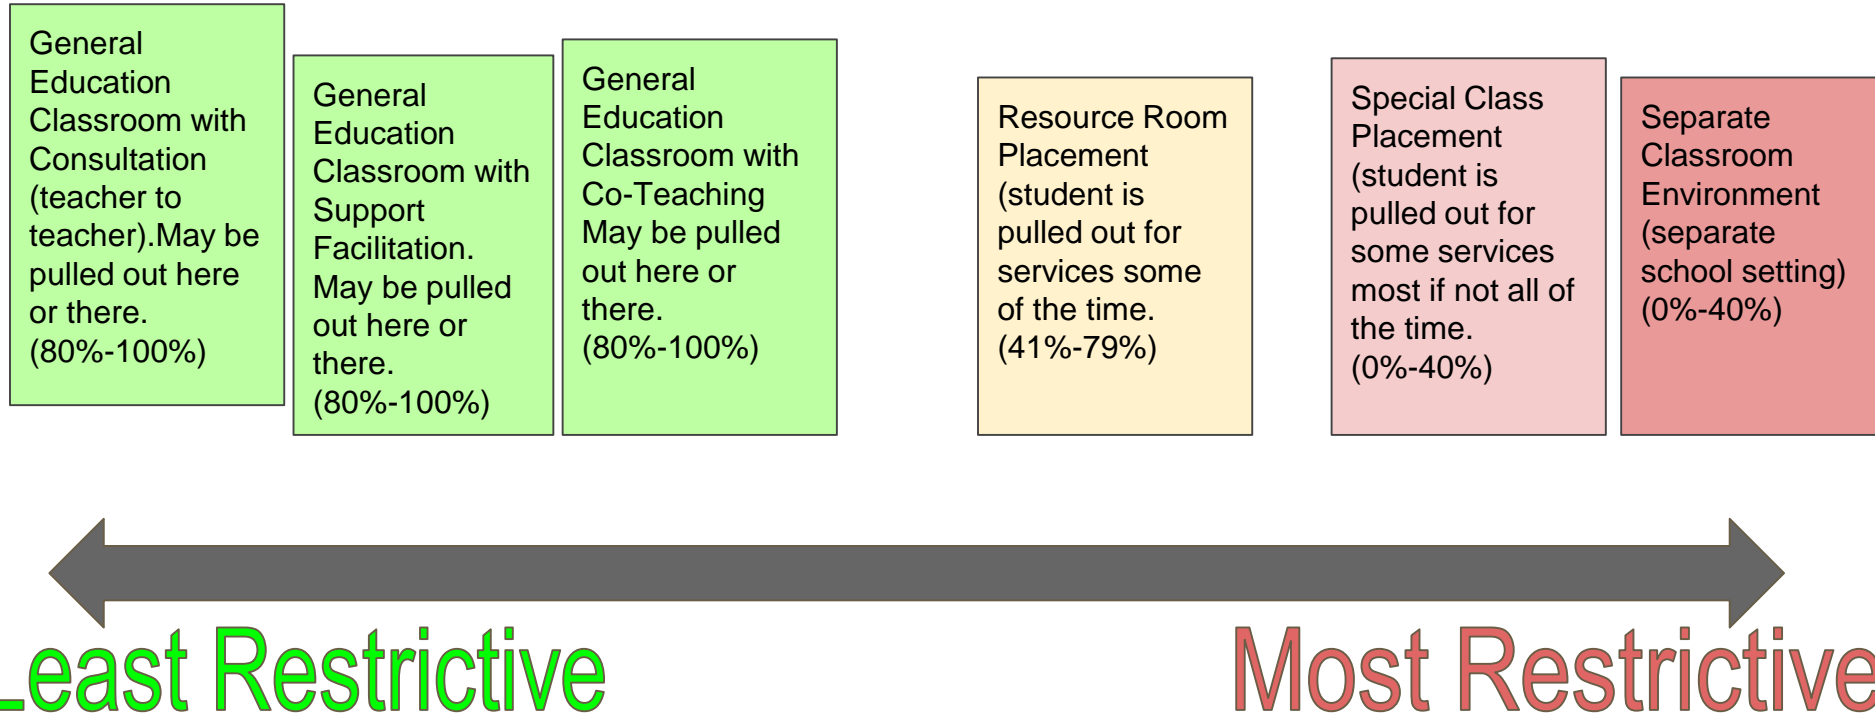 General
Education
Classroom with
Consultation
(teacher to
teacher).May be
pulled out here
or there.
(80%-100%)
General
Education
Classroom with
Support
Facilitation.
May be pulled
out here or
there.
(80%-100%)
General
Education
Classroom with
Co-Teaching
May be pulled
out here or
there.
(80%-100%)
Resource Room
Placement
(student is
pulled out for
services some
of the time.
(41%-79%)
Special Class
Placement
(student is
pulled out for
some services
most if not all of
the time.
(0%-40%)
Separate
Classroom
Environment
(separate
school setting)
(0%-40%)
Least Restrictive
Most Restrictive